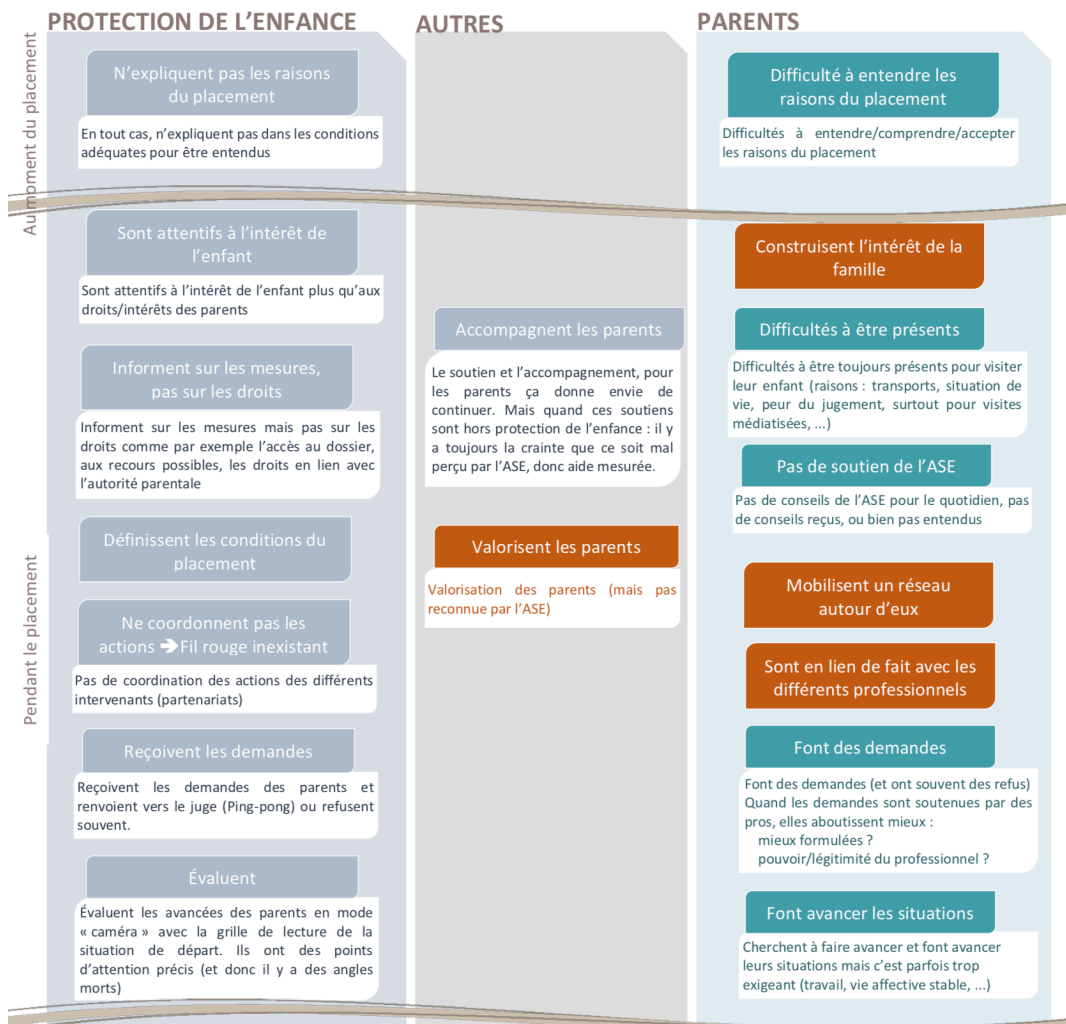 PROTECTION DE L'ENFANCE
AUTRES
PARENTS
Au moment du placement
N'expliquent pas les raisons
du placement
En tout cas, n'expliquent pas dans les conditions
adéquates pour être entendus
Difficulté à entendre les
raisons du placement
Difficultés à entendre/comprendre/accepter
les raisons du placement
Pendant le placement
Sont attentifs à l'intérêt de
l'enfant
Sont attentifs à l'intérêt de l'enfant plus qu'aux
droits/intérêts des parents
Informent sur les mesures,
pas sur les droits
Informent sur les mesures mais pas sur les
droits comme par exemple l'accès au dossier,
aux recours possibles, les droits en lien avec
l'autorité parentale
Définissent les conditions du
placement
Ne coordonnent pas les
actions ➔Fil rouge inexistant
Pas de coordination des actions des différents
intervenants (partenariats)
Reçoivent les demandes
Reçoivent les demandes des parents et
renvoient vers le juge (Ping-pong) ou refusent
souvent.
Évaluent
Évaluent les avancées des parents en mode
« caméra » avec la grille de lecture de la
situation de départ. Ils ont des points
d'attention précis (et donc il y a des angles
morts)
Accompagnent les parents
Le soutien et l'accompagnement, pour
les parents ça donne envie de
continuer. Mais quand ces soutiens
sont hors protection de l'enfance : il y
a toujours la crainte que ce soit mal
perçu par l'ASE, donc aide mesurée.
Valorisent les parents
Valorisation des parents (mais pas
reconnue par l'ASE)
Construisent l'intérêt de la
famille
Difficultés à être présents
Difficultés à être toujours présents pour visiter
leur enfant (raisons : transports, situation de
vie, peur du jugement, surtout pour visites
médiatisées, ...)
Pas de soutien de l'ASE
Pas de conseils de l'ASE pour le quotidien, pas
de conseils reçus, ou bien pas entendus
Mobilisent un réseau
autour d'eux
Sont en lien de fait avec les
différents professionnels
Font des demandes
Font des demandes (et ont souvent des refus)
Quand les demandes sont soutenues par des
pros, elles aboutissent mieux :
mieux formulées ?
pouvoir/légitimité du professionnel ?
Font avancer les situations
Cherchent à faire avancer et font avancer
leurs situations mais c'est parfois trop
exigeant (travail, vie affective stable, ...)